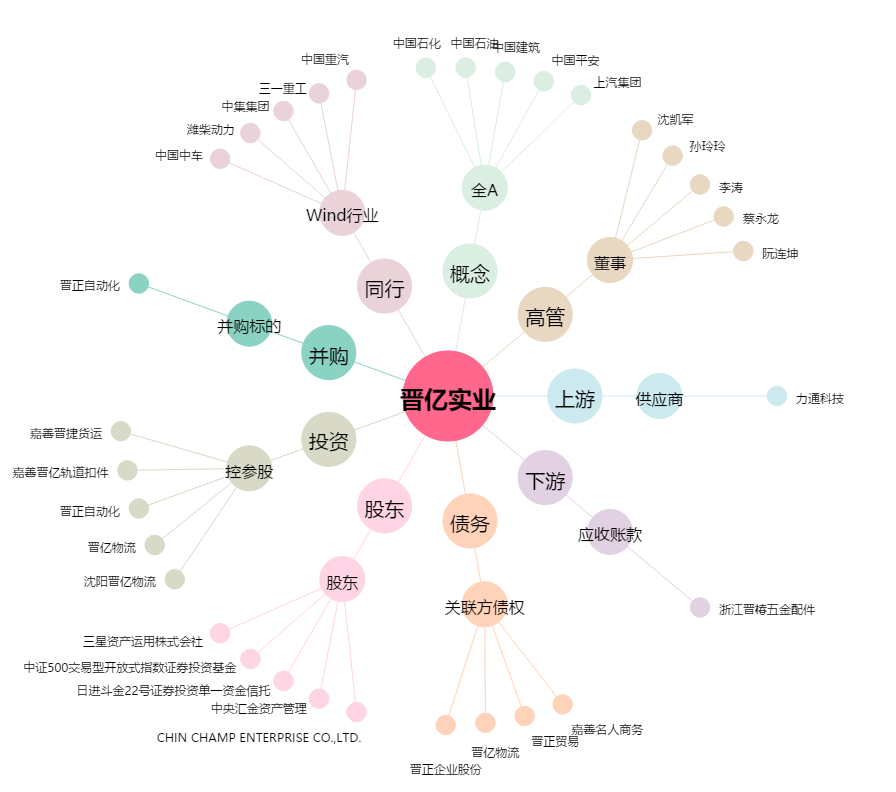 中国石化
中国石油
中国建筑
中国平安
上汽集团
全A
概念
中国重汽
三一重工
中集集团
潍柴动力
中国中车
Wind行业
同行
沈凯军
孙玲玲
李涛
蔡永龙
阮连坤
董事
高管
晋正自动化
并购标的
并购
晋亿实业
上游
供应商
力通科技
嘉善晋捷货运
嘉善晋亿轨道扣件
晋正自动化
晋亿物流
沈阳晋亿物流
控参股
投资
下游
应收账款
浙江晋椿五金配件
股东
股东
三星资产运用株式会社
中证500交易型开放式指数证券投资基金
日进斗金22号证券投资单一资金信托
中央汇金资产管理
CHIN CHAMP ENTERPRISE CO.,LTD.
债务
关联方债权
嘉善名人商务
晋正贸易
晋亿物流
晋正企业股份